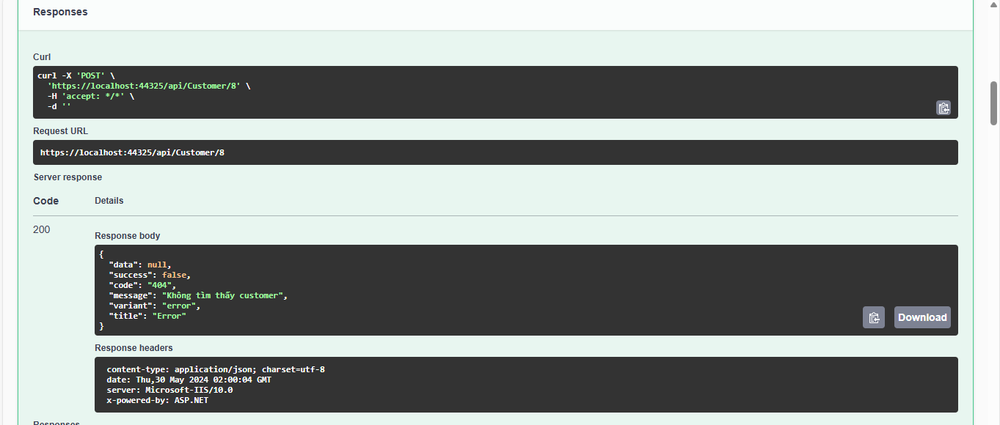 Responses
Curl
curl -X 'POST' \
  'https://localhost:44325/api/Customer/8' \
  -H 'accept: */*' \
  -d ''
Request URL
https://localhost:44325/api/Customer/8
Server response
Code Details
200
Response body
{
  "data": null,
  "success": false,
  "code": "404",
  "message": "Không tìm thấy customer",
  "variant": "error",
  "title": "Error"
}
Download
Response headers
content-type: application/json; charset=utf-8
date: Thu,30 May 2024 02:00:04 GMT
server: Microsoft-IIS/10.0
x-powered-by: ASP.NET
Responses